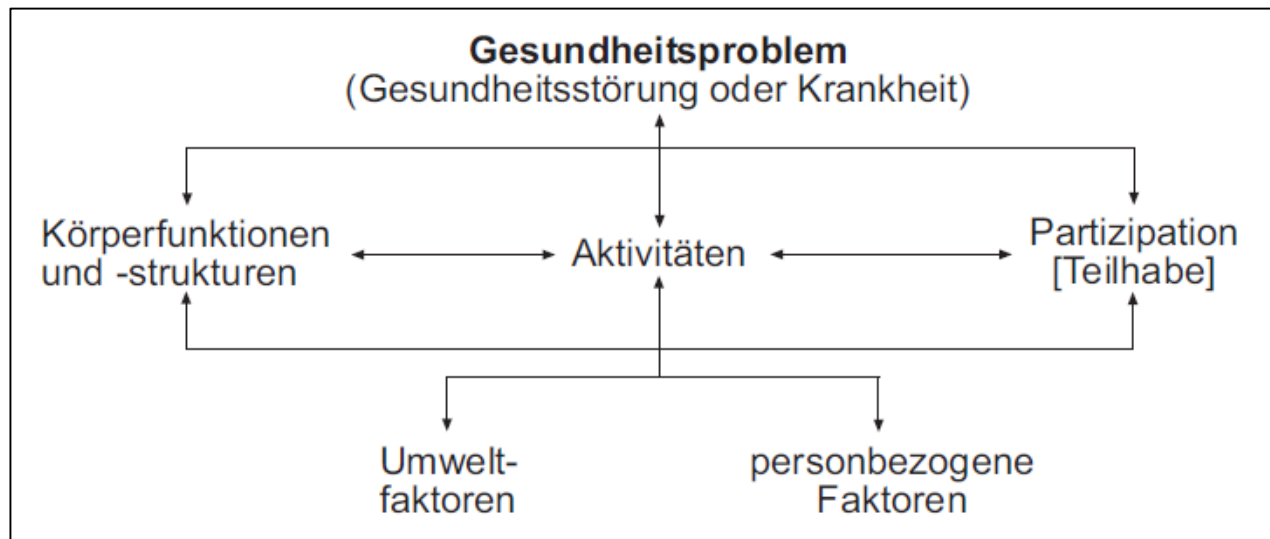 Gesundheitsproblem
(Gesundheitsstörung oder Krankheit)
Körperfunktionen
und -strukturen
Aktivitäten
Partizipation
[Teilhabe]
Umwelt-
faktoren
personbezogene
Faktoren